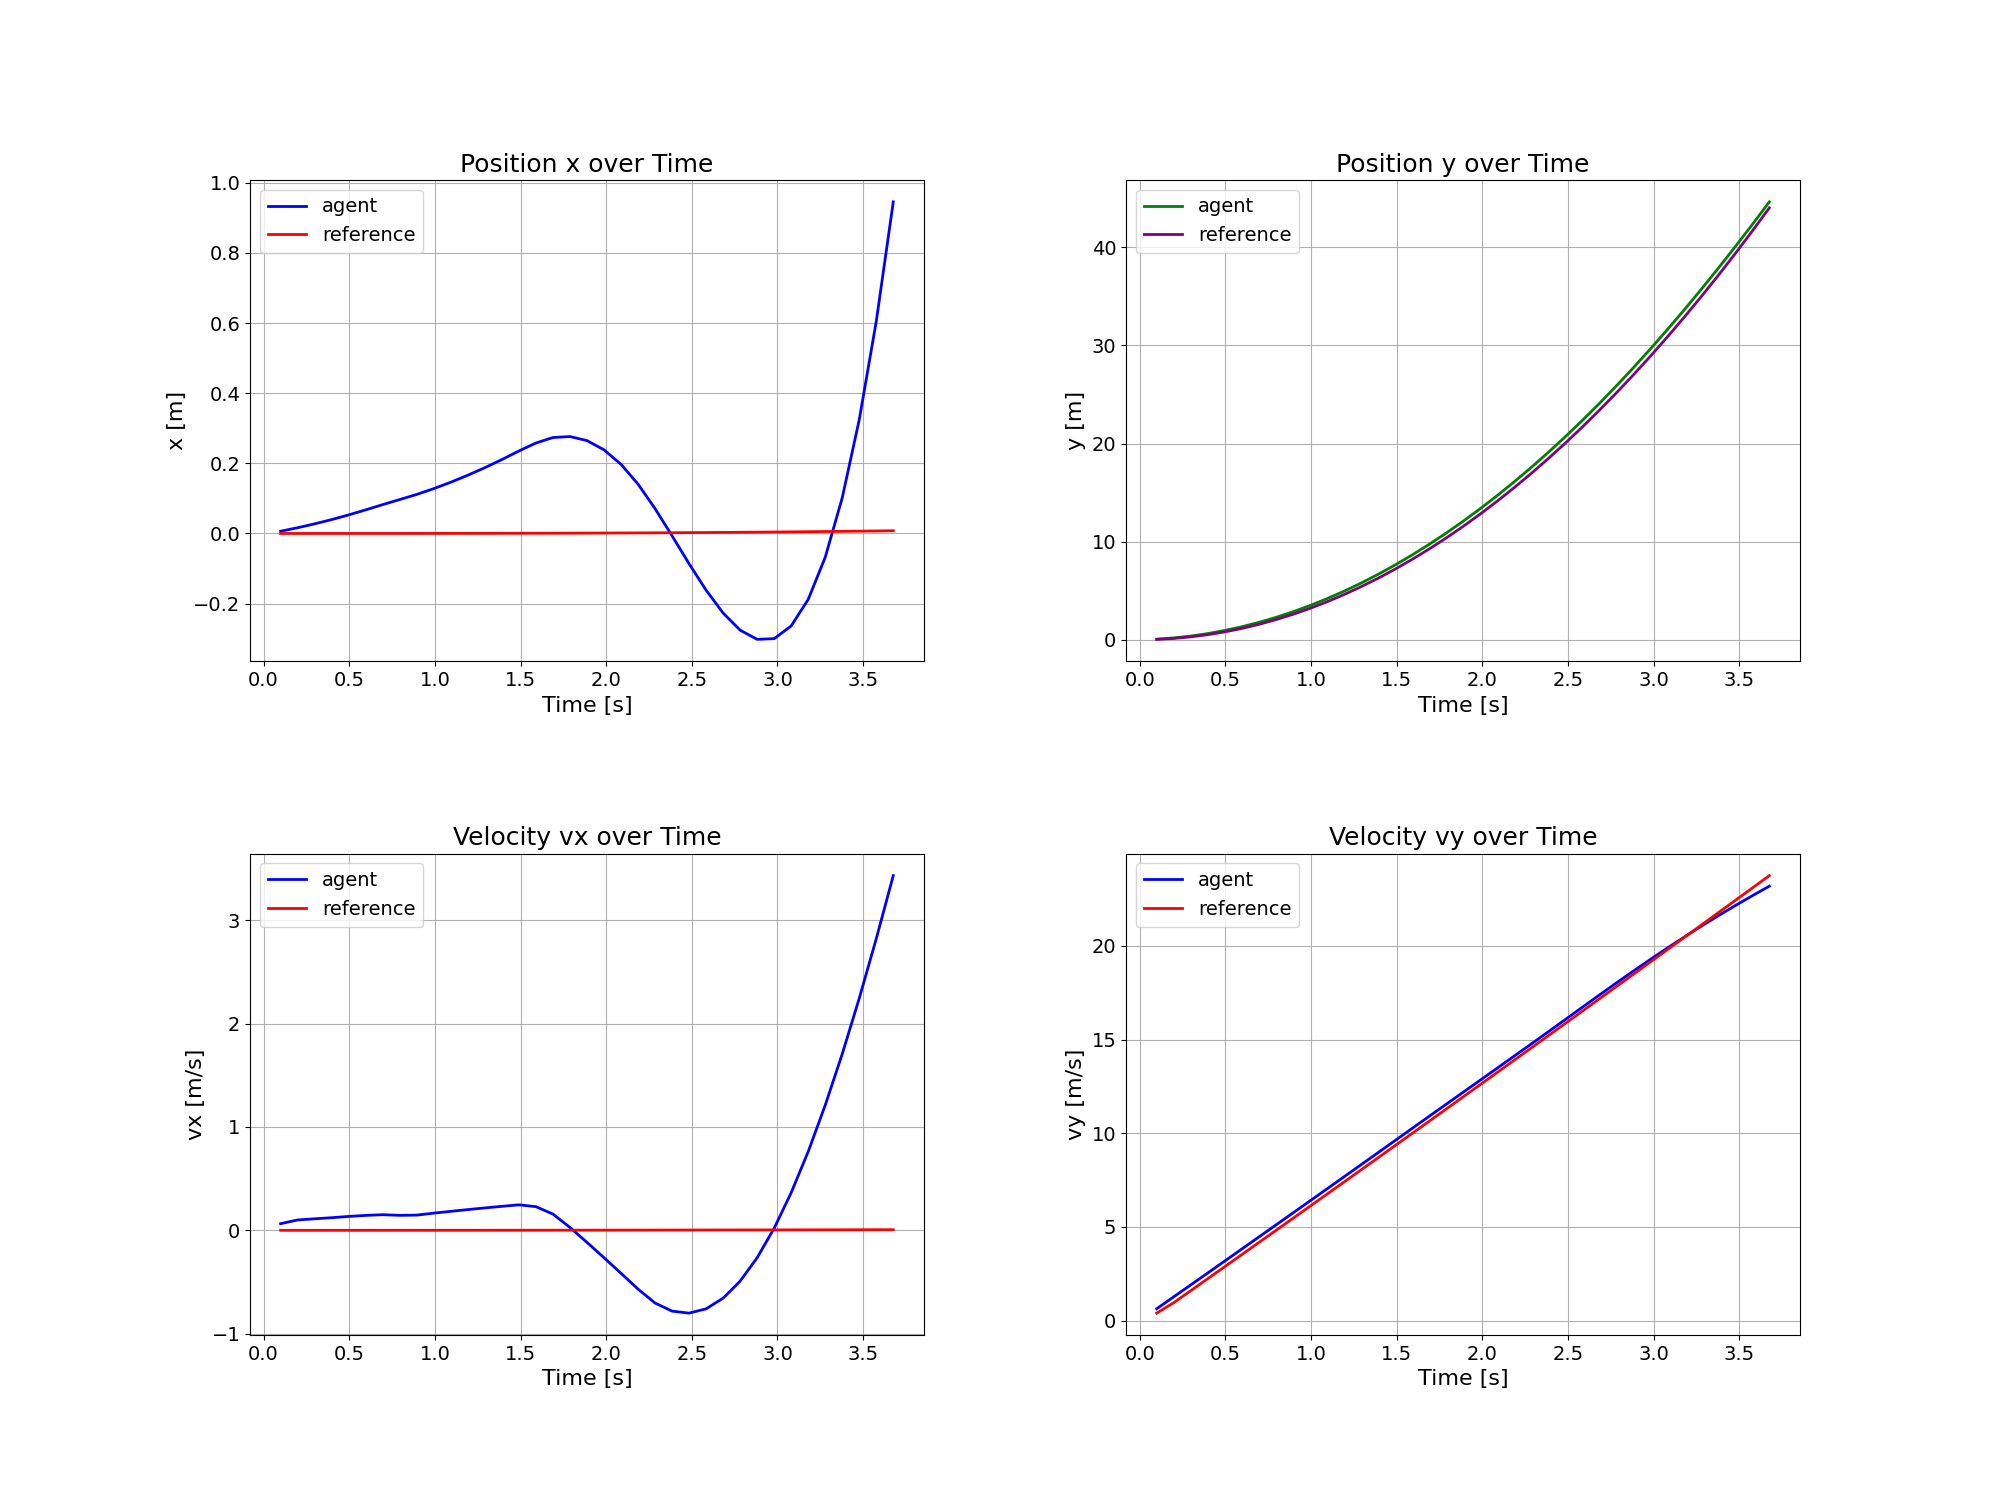 Position x over Time
agent
reference
1.0
0.8
0.6
0.4
0.2
0.0
−0.2
x [m]
0.0 0.5 1.0 1.5 2.0 2.5 3.0 3.5
Time [s]
Position y over Time
agent
reference
40
30
20
10
0
y [m]
0.0 0.5 1.0 1.5 2.0 2.5 3.0 3.5
Time [s]
Velocity vx over Time
agent
reference
3
2
1
0
−1
vx [m/s]
0.0 0.5 1.0 1.5 2.0 2.5 3.0 3.5
Time [s]
Velocity vy over Time
agent
reference
20
15
10
5
0
vy [m/s]
0.0 0.5 1.0 1.5 2.0 2.5 3.0 3.5
Time [s]